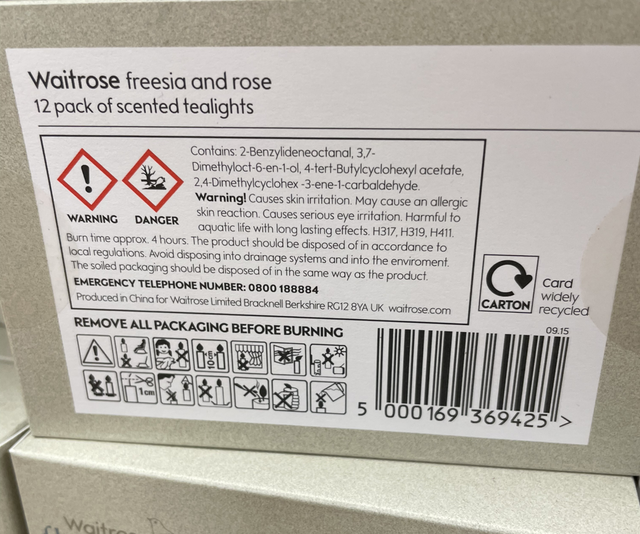 Waitrose freesia and rose
12 pack of scented tealights
Contains: 2-Benzylideneoctanal, 3,7-
Dimethyloct-6-en-1-ol, 4-tert-Butylcyclohexyl acetate,
2,4-Dimethylcyclohex -3-ene-1-carbaldehyde.
Warning! Causes skin irritation. May cause an allergic
skin reaction. Causes serious eye irritation. Harmful to
aquatic life with long lasting effects. H317, H319, H411.
WARNING DANGER
Burn time approx. 4 hours. The product should be disposed of in accordance to
local regulations. Avoid disposing into drainage systems and into the enviroment.
The soiled packaging should be disposed of in the same way as the product.
EMERGENCY TELEPHONE NUMBER: 0800 188884
Produced in China for Waitrose Limited Bracknell Berkshire RG12 8YA UK waitrose.com
CARTON
Card
widely
recycled
REMOVE ALL PACKAGING BEFORE BURNING
1cm
09.15
5 000169 369425 >
Waitro